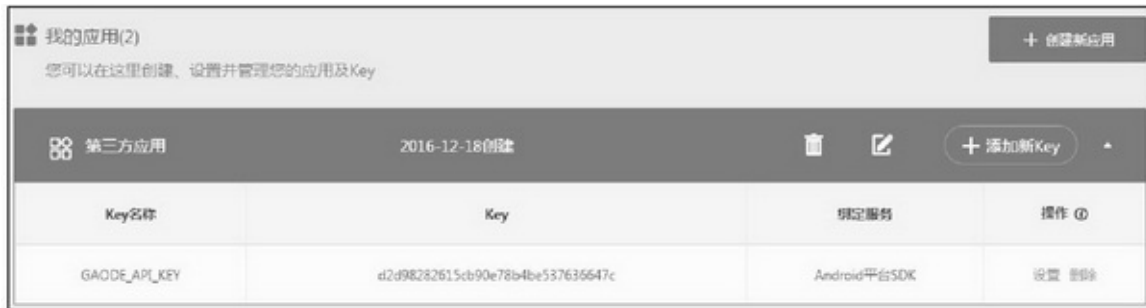 我的应用(2)
+ 创建新应用
您可以在这里创建、设置并管理您的应用及Key
第三方应用 2016-12-18创建 + 添加新Key
Key名称 Key 绑定服务 操作
GAODE_API_KEY d2d98282615cb90e78b4be537636647c Android平台SDK 设置 删除